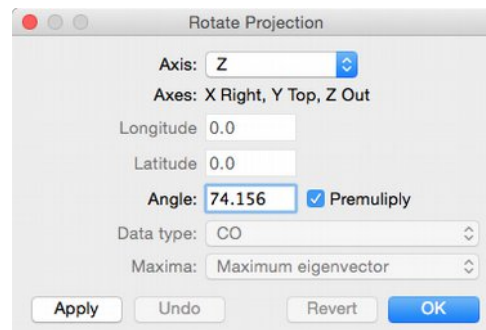 Rotate Projection
Axis: Z
Axes: X Right, Y Top, Z Out
Longitude 0.0
Latitude 0.0
Angle: 74.156 Premuliply
Data type: CO
Maxima: Maximum eigenvector
Apply Undo Revert OK